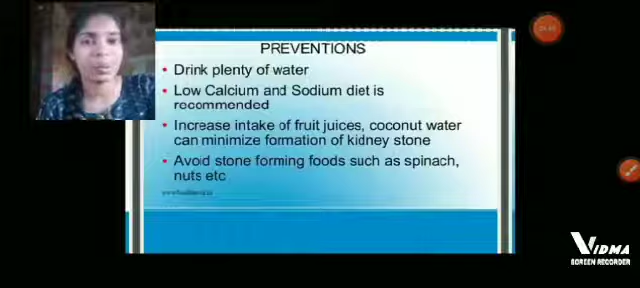 PREVENTIONS
• Drink plenty of water
• Low Calcium and Sodium diet is
recommended
• Increase intake of fruit juices, coconut water
can minimize formation of kidney stone
• Avoid stone forming foods such as spinach,
nuts etc
VIDMA
SCREEN RECORDER